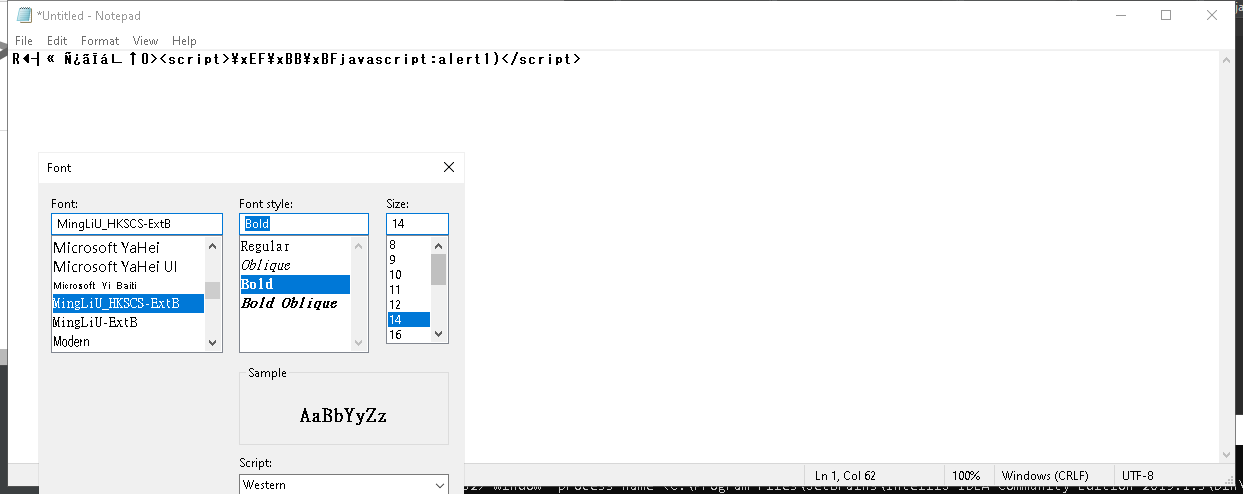 *Untitled - Notepad
File Edit Format View Help
R◄┤« Ñ¿ãÏá∟↑O><script>¥xEF¥xBB¥xBFjavascript:alert1)</script>
Font
Font:
Font style:
Size:
MingLiU_HKSCS-ExtB
Bold
14
Microsoft YaHei
Microsoft YaHei UI
Microsoft Yi Baiti
MingLiU_HKSCS-ExtB
MingLiU-ExtB
Modern
Regular
Oblique
Bold
Bold Oblique
8
9
10
11
12
14
16
Sample
AaBbYyZz
Script:
Western
Ln 1, Col 62
100%
Windows (CRLF)
UTF-8